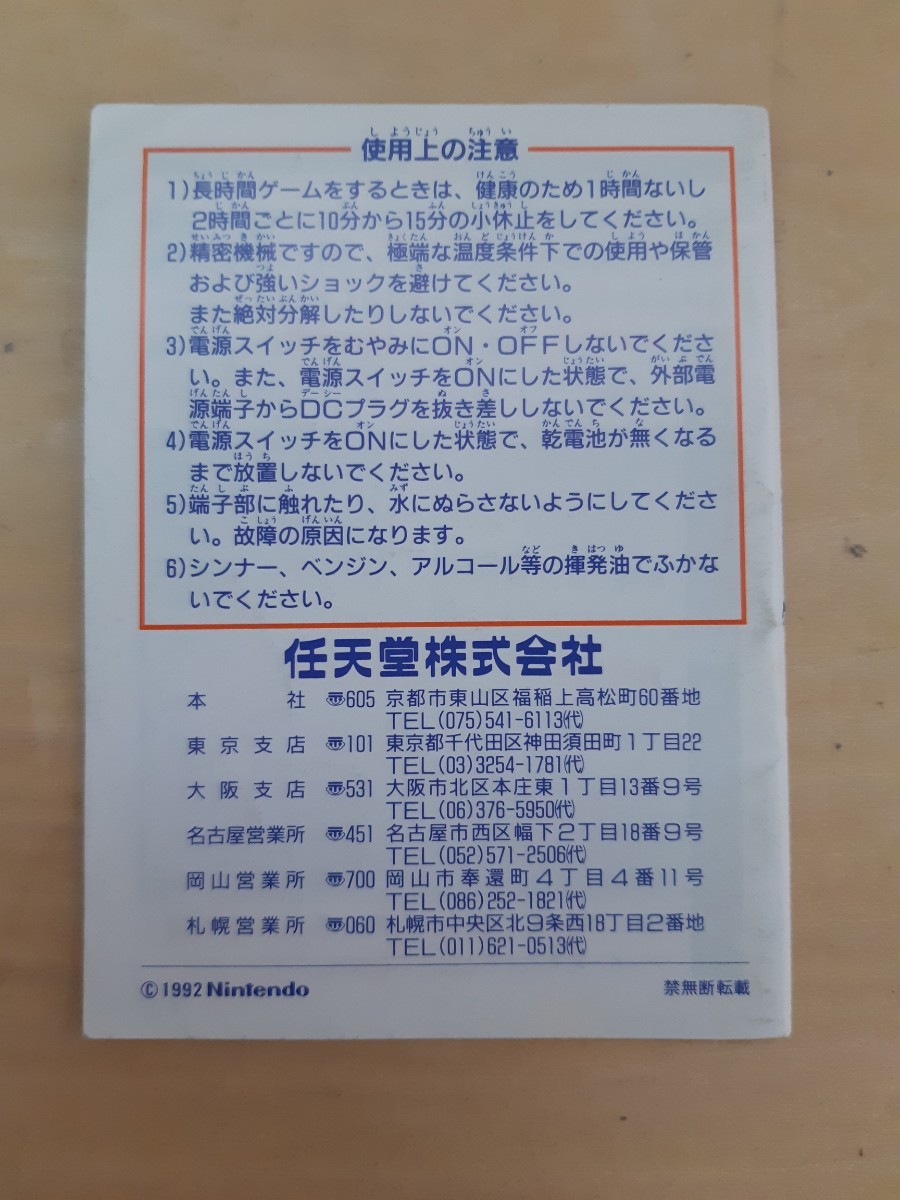 使用上の注意
1)長時間ゲームをするときは、健康のため1時間ないし
2時間ごとに10分から15分の小休止をしてください。
2)精密機械ですので、極端な温度条件下での使用や保管
および強いショックを避けてください。
また絶対分解したりしないでください。
3)電源スイッチをむやみにON・OFFしないでくださ
い。また、電源スイッチをONにした状態で、外部電
源端子からDCプラグを抜き差ししないでください。
4)電源スイッチをONにした状態で、乾電池が無くなる
まで放置しないでください。
5)端子部に触れたり、水にぬらさないようにしてくださ
い。故障の原因になります。
6)シンナー、ベンジン、アルコール等の揮発油でふかな
いでください。
任天堂株式会社
本社 〠605 京都市東山区福稲上高松町60番地
TEL(075)541-6113㈹
東京支店 〠101 東京都千代田区神田須田町1丁目22
TEL(03)3254-1781㈹
大阪支店 〠531 大阪市北区本庄東1丁目13番9号
TEL(06)376-5950㈹
名古屋営業所 〠451 名古屋市西区幅下2丁目18番9号
TEL(052)571-2506㈹
岡山営業所 〠700 岡山市奉還町4丁目4番11号
TEL(086)252-1821㈹
札幌営業所 〠060 札幌市中央区北9条西18丁目2番地
TEL(011)621-0513㈹
©1992 Nintendo 禁無断転載